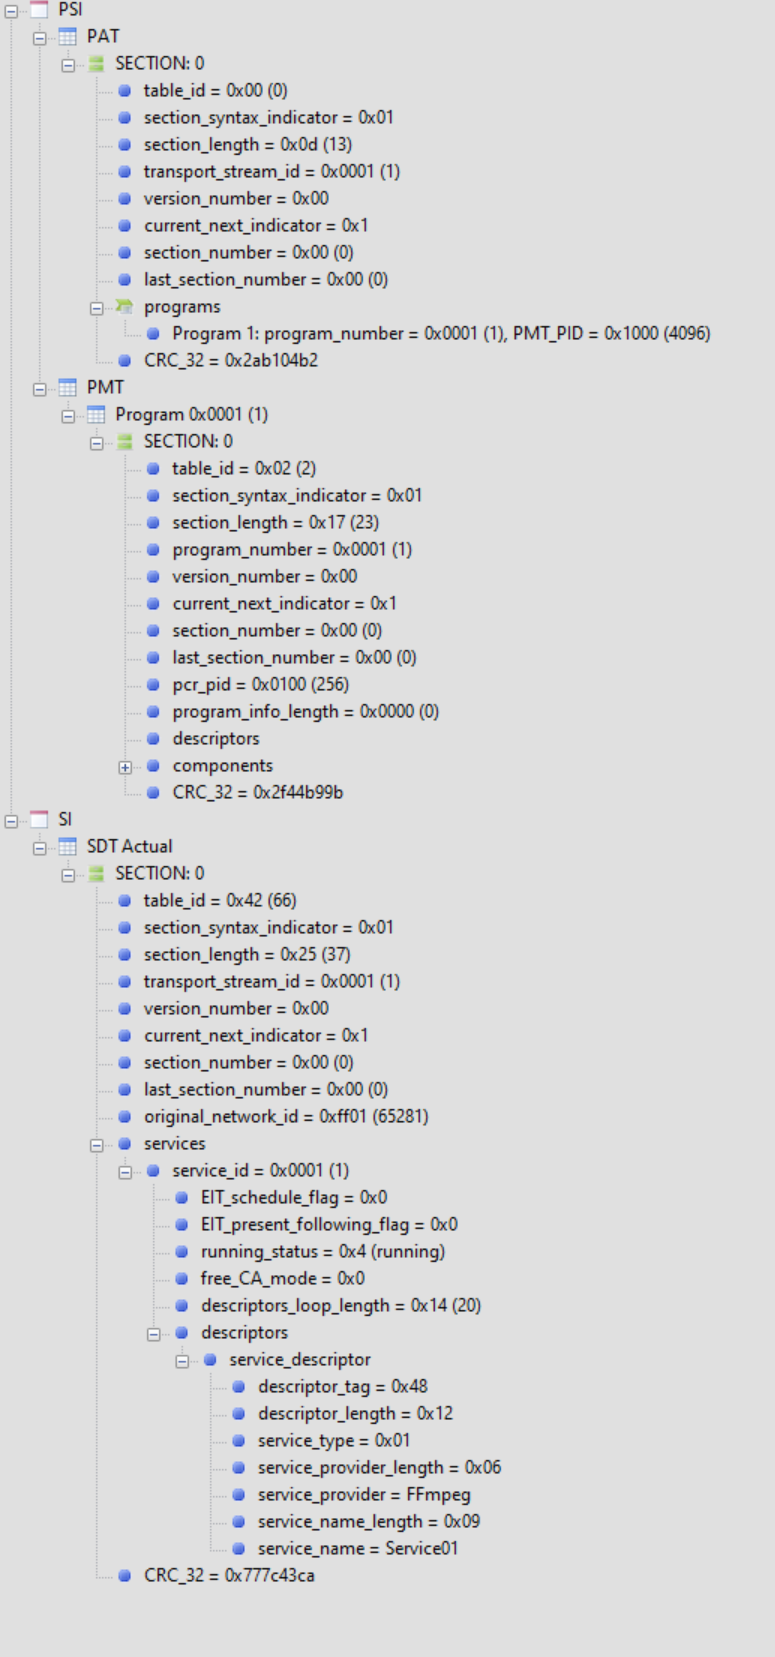 PSI
PAT
SECTION: 0
table_id = 0x00 (0)
section_syntax_indicator = 0x01
section_length = 0x0d (13)
transport_stream_id = 0x0001 (1)
version_number = 0x00
current_next_indicator = 0x1
section_number = 0x00 (0)
last_section_number = 0x00 (0)
programs
Program 1: program_number = 0x0001 (1), PMT_PID = 0x1000 (4096)
CRC_32 = 0x2ab104b2
PMT
Program 0x0001 (1)
SECTION: 0
table_id = 0x02 (2)
section_syntax_indicator = 0x01
section_length = 0x17 (23)
program_number = 0x0001 (1)
version_number = 0x00
current_next_indicator = 0x1
section_number = 0x00 (0)
last_section_number = 0x00 (0)
pcr_pid = 0x0100 (256)
program_info_length = 0x0000 (0)
descriptors
components
CRC_32 = 0x2f44b99b
SI
SDT Actual
SECTION: 0
table_id = 0x42 (66)
section_syntax_indicator = 0x01
section_length = 0x25 (37)
transport_stream_id = 0x0001 (1)
version_number = 0x00
current_next_indicator = 0x1
section_number = 0x00 (0)
last_section_number = 0x00 (0)
original_network_id = 0xff01 (65281)
services
service_id = 0x0001 (1)
EIT_schedule_flag = 0x0
EIT_present_following_flag = 0x0
running_status = 0x4 (running)
free_CA_mode = 0x0
descriptors_loop_length = 0x14 (20)
descriptors
service_descriptor
descriptor_tag = 0x48
descriptor_length = 0x12
service_type = 0x01
service_provider_length = 0x06
service_provider = FFmpeg
service_name_length = 0x09
service_name = Service01
CRC_32 = 0x777c43ca